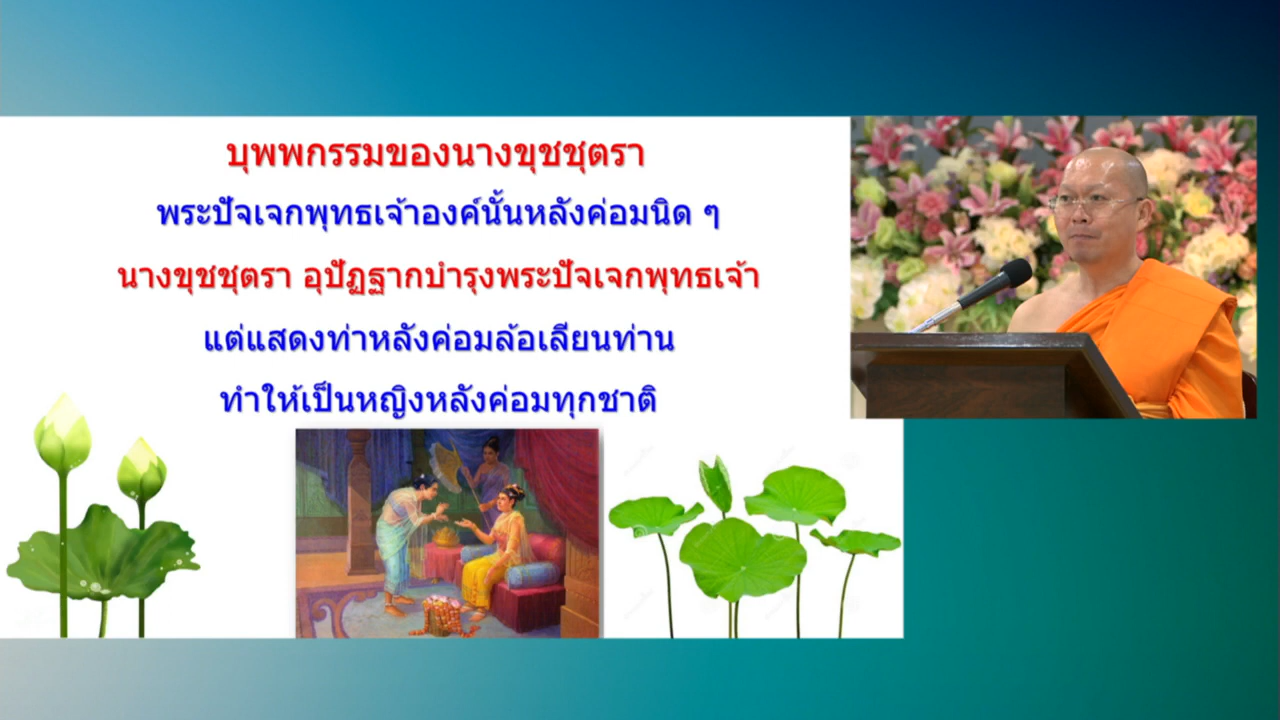 บุพพกรรมของนางขุชชุตรา
พระปัจเจกพุทธเจ้าองค์นั้นหลังค่อมนิด ๆ
นางขุชชุตรา อุปัฏฐากบำรุงพระปัจเจกพุทธเจ้า
แต่แสดงท่าหลังค่อมล้อเลียนท่าน
ทำให้เป็นหญิงหลังค่อมทุกชาติ